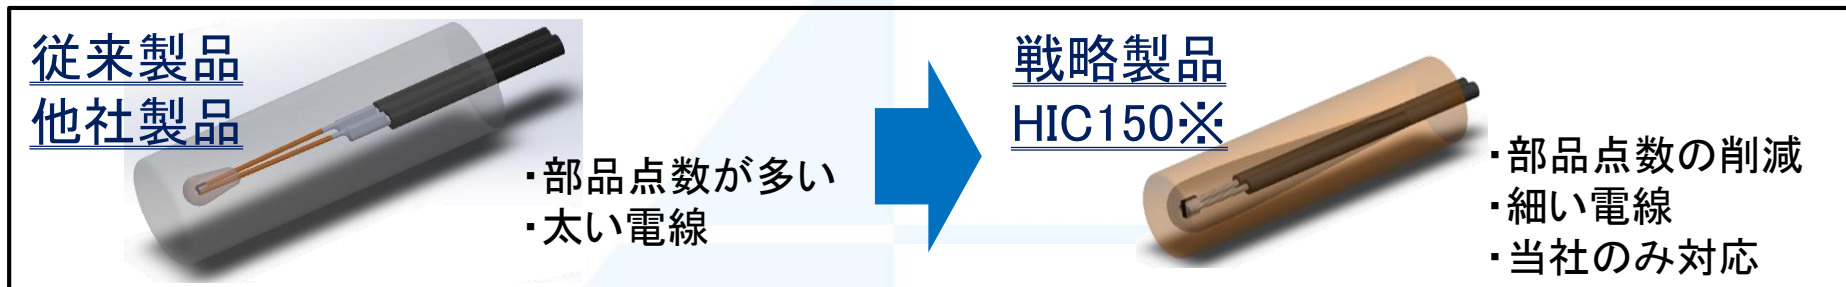 従来製品
他社製品
・部品点数が多い
・太い電線
戦略製品
HIC150※
・部品点数の削減
・細い電線
・当社のみ対応